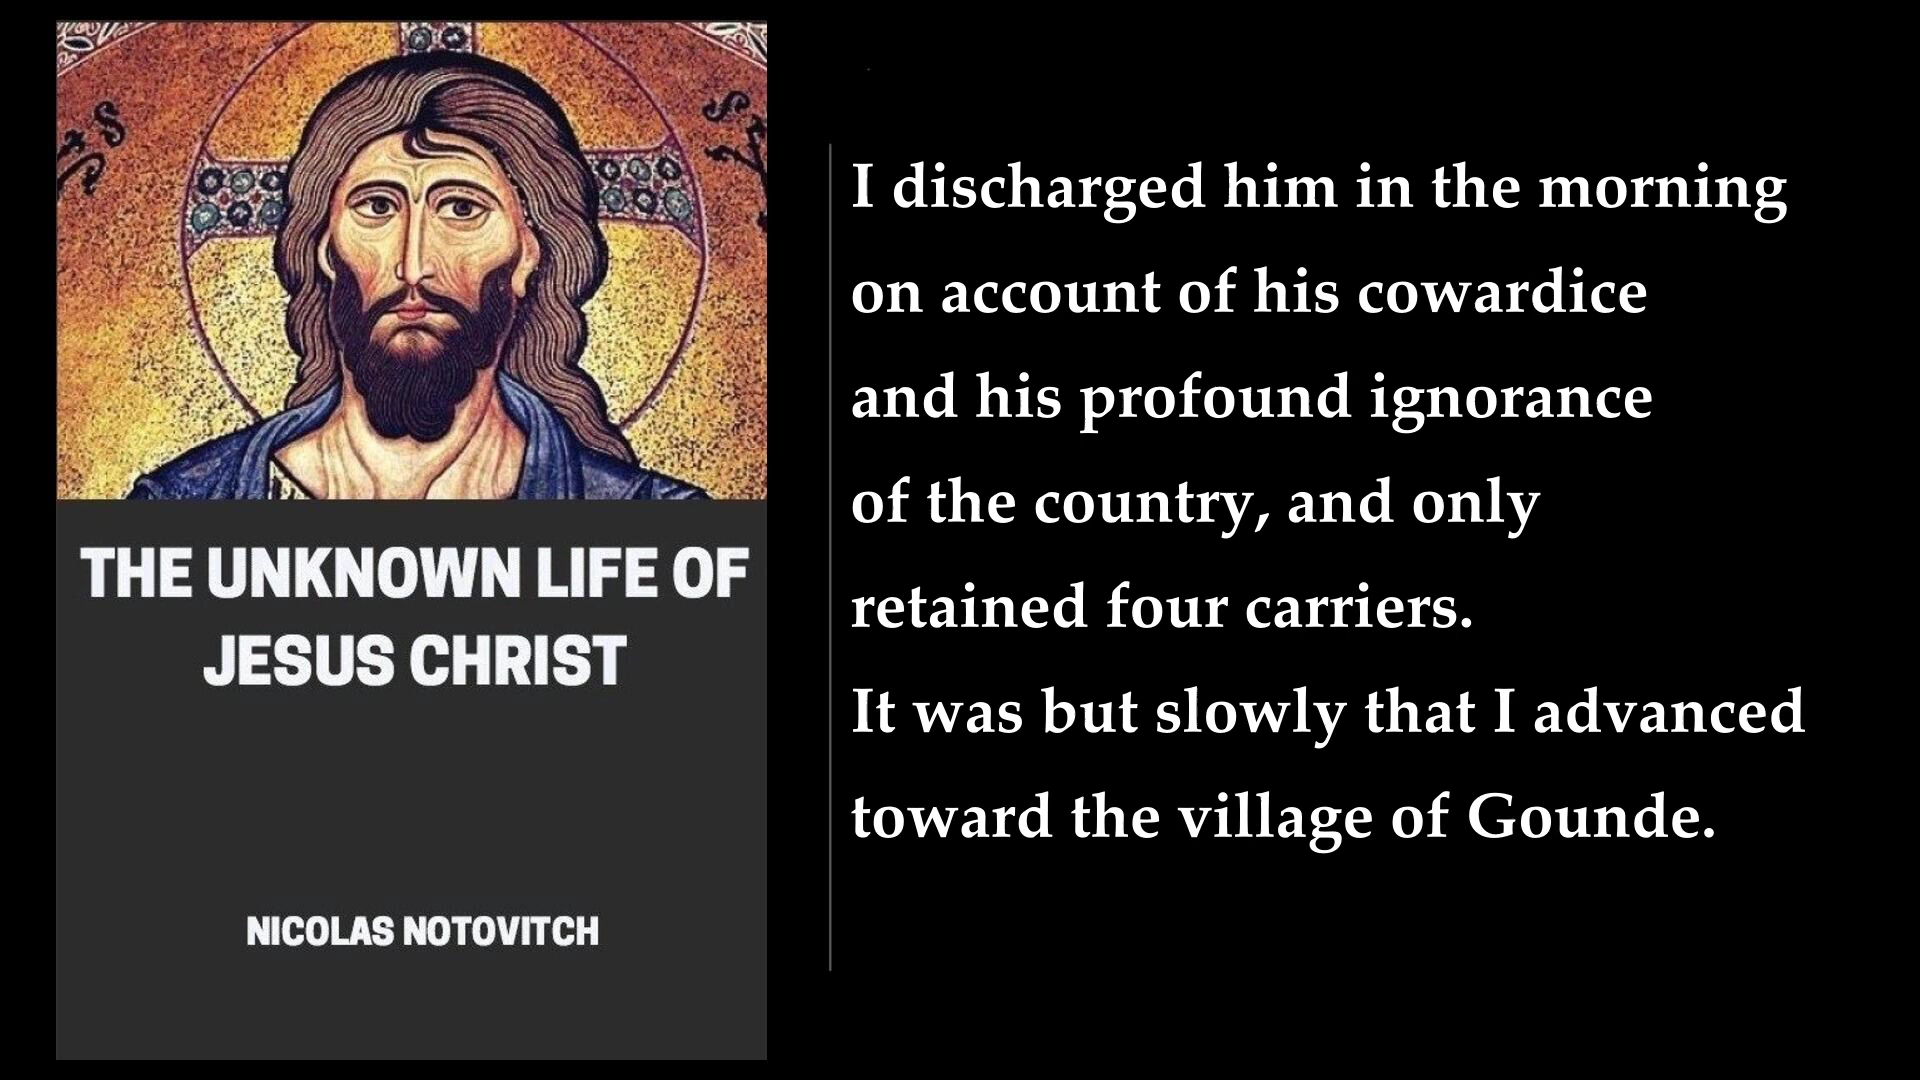 THE UNKNOWN LIFE OF
JESUS CHRIST
NICOLAS NOTOVITCH
I discharged him in the morning
on account of his cowardice
and his profound ignorance
of the country, and only
retained four carriers.
It was but slowly that I advanced
toward the village of Gounde.